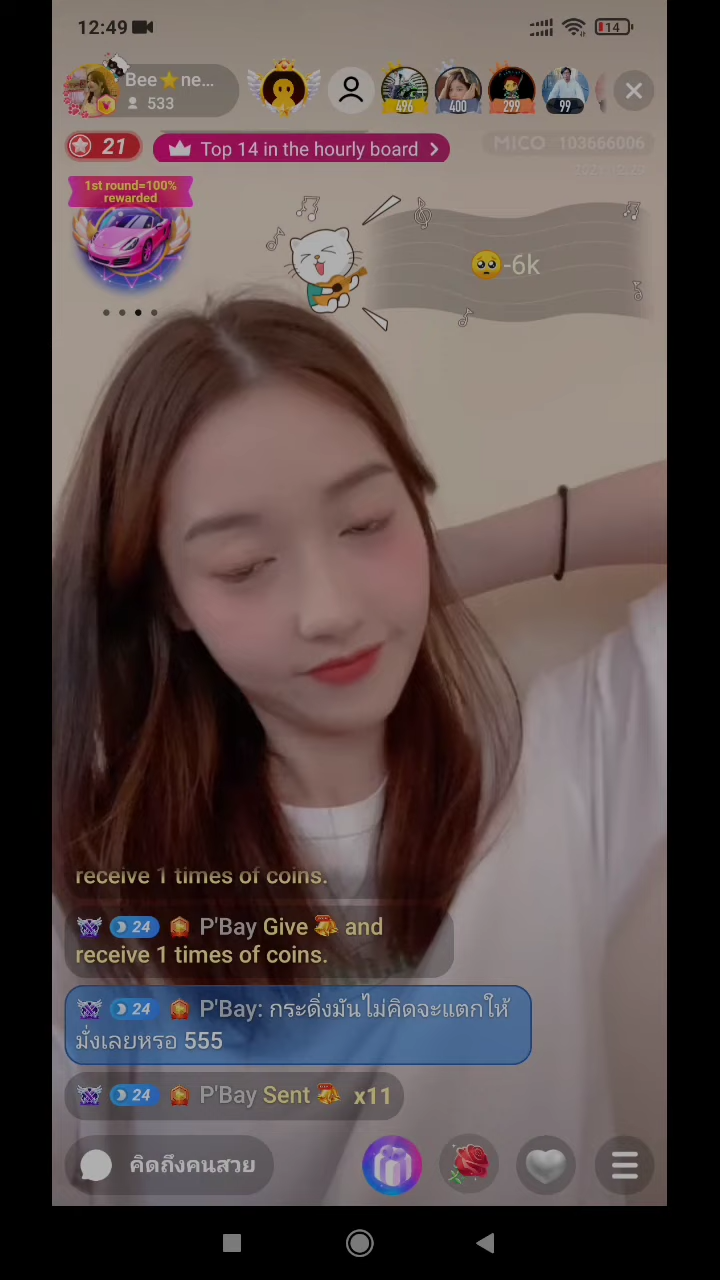 12:49
14
Bee⭐ne...
533
496
400
299
99
21
Top 14 in the hourly board
MICO 103666006
1st round=100%
rewarded
🥺-6k
receive 1 times of coins.
24 P'Bay Give and
receive 1 times of coins.
24 P'Bay: กระดิ่งมันไม่คิดจะแตกให้
มั่งเลยหรอ 555
24 P'Bay Sent x11
คิดถึงคนสวย